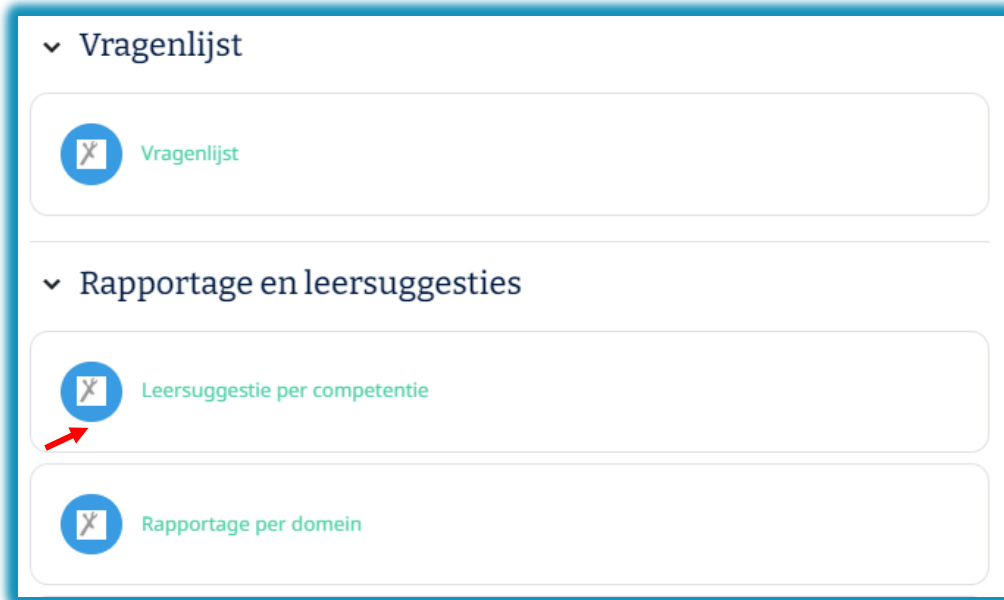 Vragenlijst
Vragenlijst
Rapportage en leersuggesties
Leersuggestie per competentie
Rapportage per domein